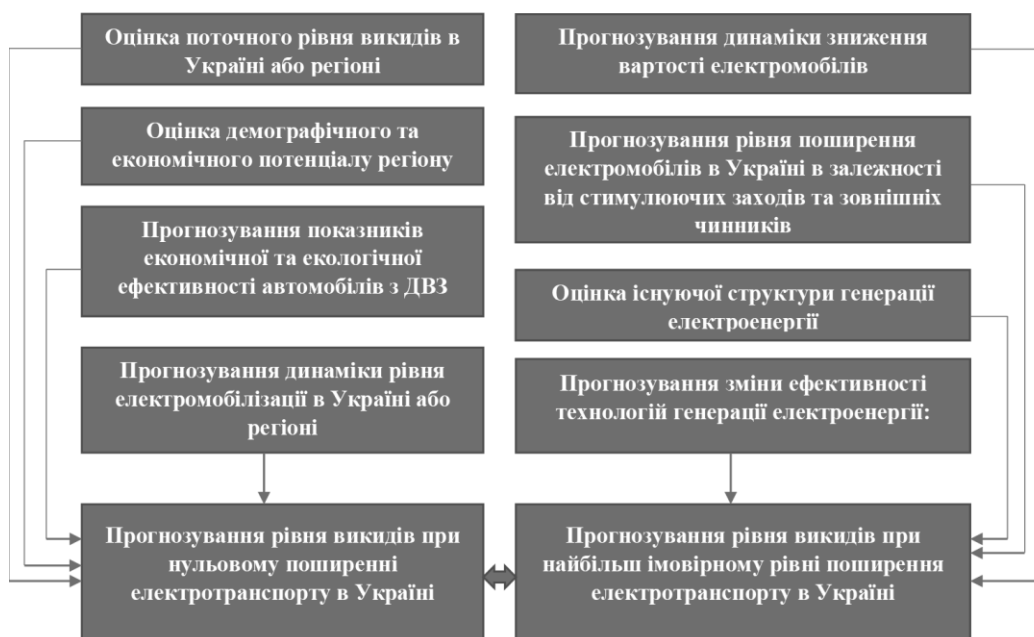 Оцінка поточного рівня викидів в
Україні або регіоні
Оцінка демографічного та
економічного потенціалу регіону
Прогнозування показників
економічної та екологічної
ефективності автомобілів з ДВЗ
Прогнозування динаміки рівня
електромобілізації в Україні або
регіоні
Прогнозування рівня викидів при
нульовому поширенні
електротранспорту в Україні
Прогнозування динаміки зниження
вартості електромобілів
Прогнозування рівня поширення
електромобілів в Україні в залежності
від стимулюючих заходів та зовнішніх
чинників
Оцінка існуючої структури генерації
електроенергії
Прогнозування зміни ефективності
технологій генерації електроенергії:
Прогнозування рівня викидів при
найбільш імовірному рівні поширення
електротранспорту в Україні